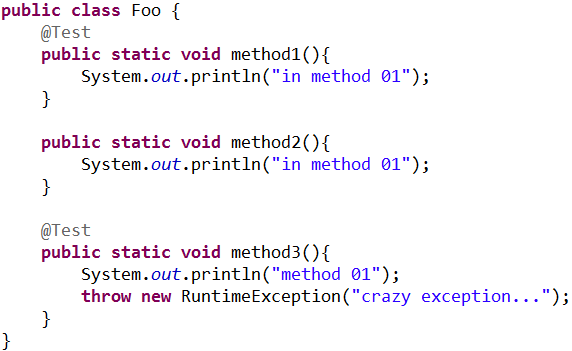 public class Foo {
    @Test
    public static void method1(){
        System.out.println("in method 01");
    }

    public static void method2(){
        System.out.println("in method 01");
    }

    @Test
    public static void method3(){
        System.out.println("method 01");
        throw new RuntimeException("crazy exception...");
    }
}